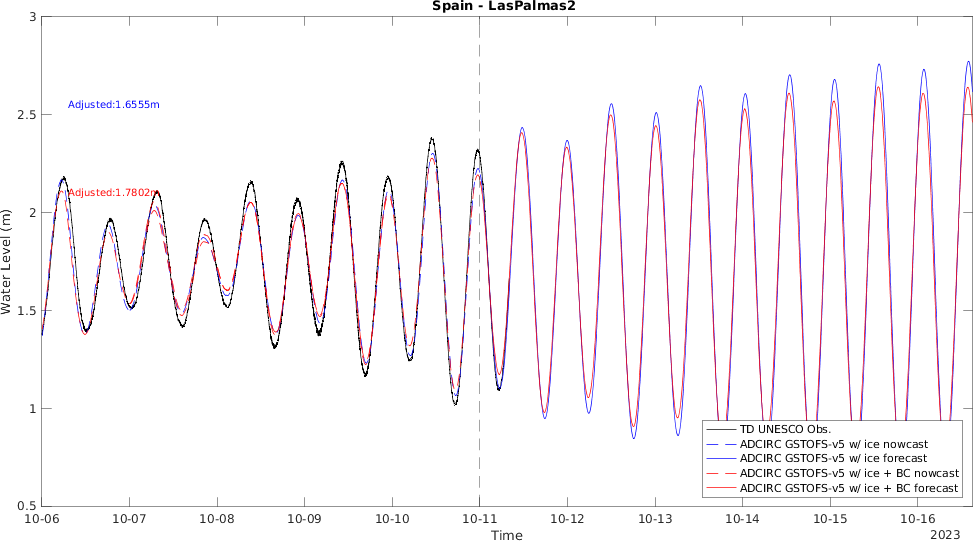 Spain - LasPalmas2
3
2.5
2
1.5
1
0.5
Water Level (m)
Adjusted:1.6555m
Adjusted:1.7802m
TD UNESCO Obs.
ADCIRC GSTOFS-v5 w/ ice nowcast
ADCIRC GSTOFS-v5 w/ ice forecast
ADCIRC GSTOFS-v5 w/ ice + BC nowcast
ADCIRC GSTOFS-v5 w/ ice + BC forecast
10-06 10-07 10-08 10-09 10-10 10-11 10-12 10-13 10-14 10-15 10-16
Time
2023